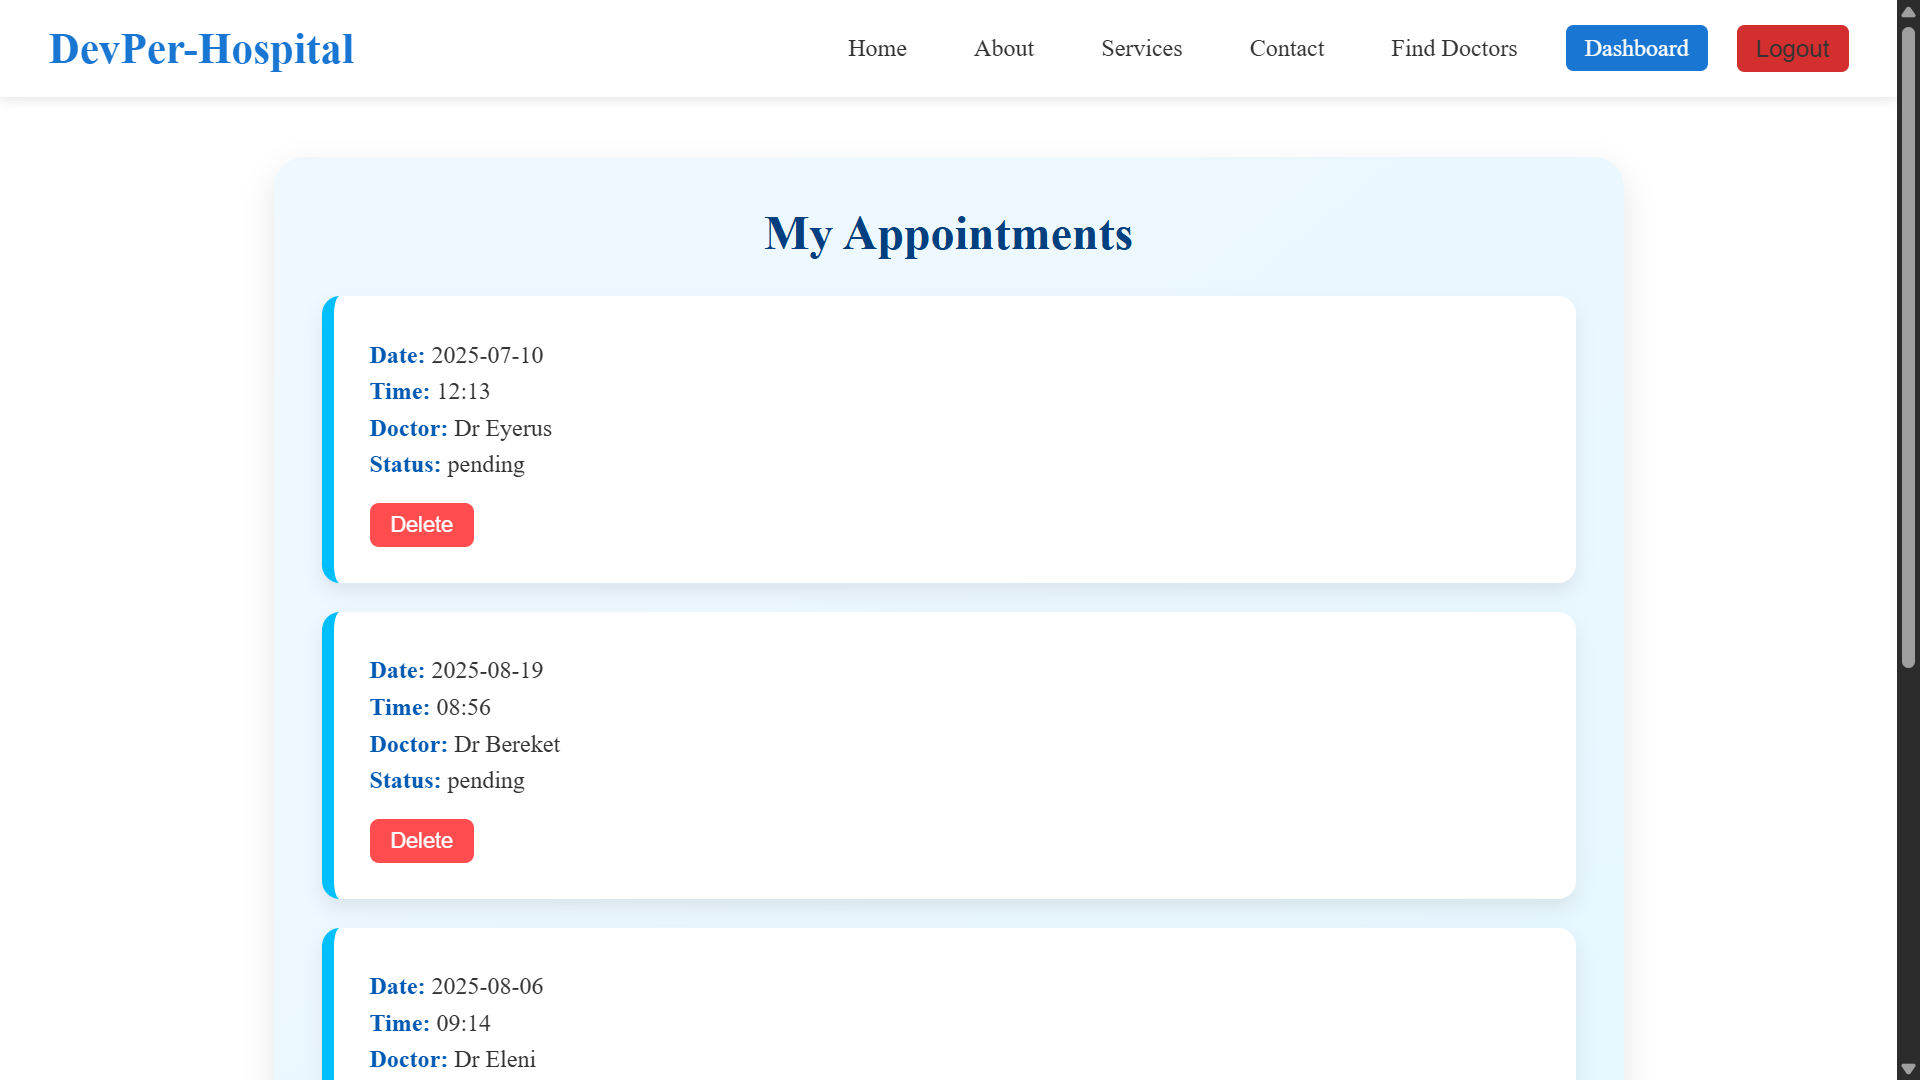 DevPer-Hospital
Home
About
Services
Contact
Find Doctors
Dashboard
Logout
My Appointments
Date: 2025-07-10
Time: 12:13
Doctor: Dr Eyerus
Status: pending
Delete
Date: 2025-08-19
Time: 08:56
Doctor: Dr Bereket
Status: pending
Delete
Date: 2025-08-06
Time: 09:14
Doctor: Dr Eleni